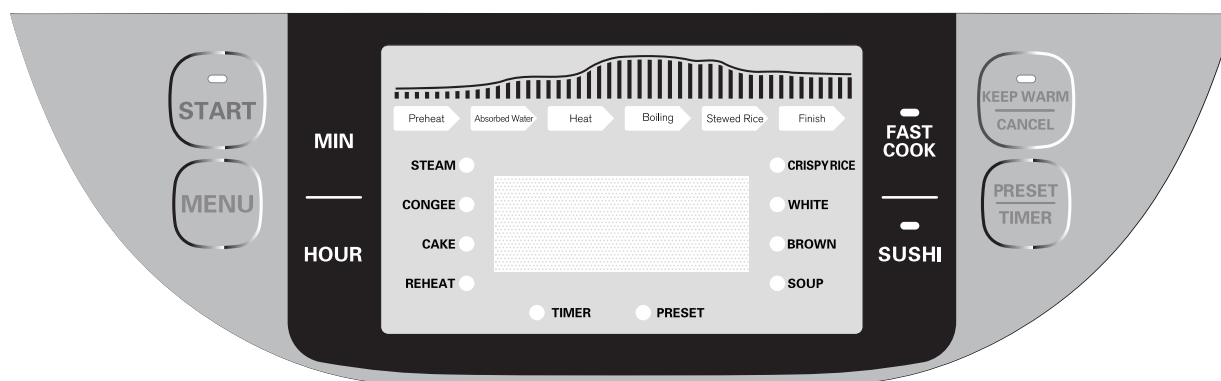 START
MENU
MIN
HOUR
Preheat
Absorbed Water
Heat
Boiling
Stewed Rice
Finish
STEAM
CONGEE
CAKE
REHEAT
CRISPY RICE
WHITE
BROWN
SOUP
TIMER
PRESET
FAST
COOK
SUSHI
KEEP WARM
CANCEL
PRESET
TIMER